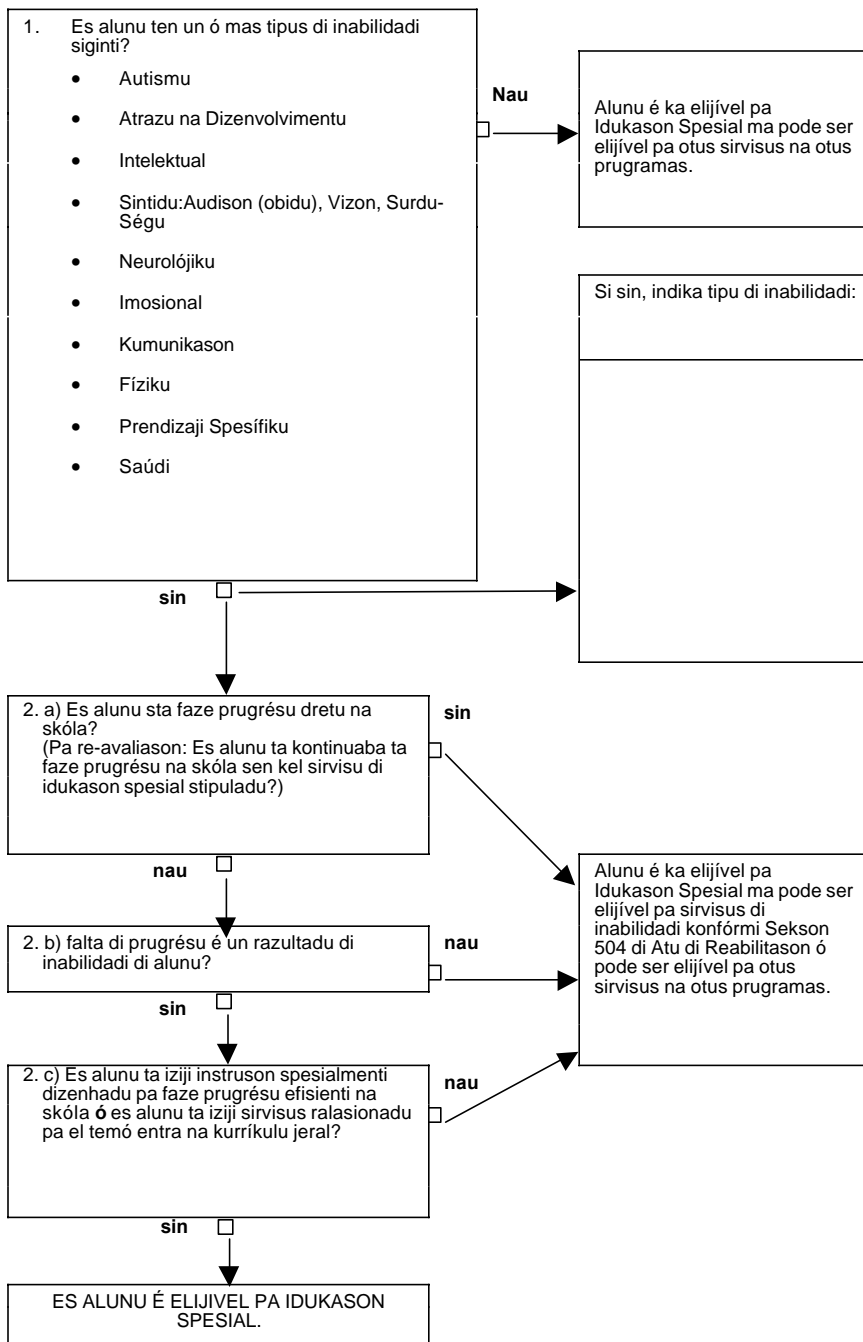 1. Es alunu ten un ó mas tipus di inabilidadi
siginti?
• Autismu
• Atrazu na Dizenvolvimentu
• Intelektual
• Sintidu:Audison (obidu), Vizon, Surdu-
Ségu
• Neurolójiku
• Imosional
• Kumunikason
• Fíziku
• Prendizaji Spesífiku
• Saúdi
Nau
Alunu é ka elijível pa
Idukason Spesial ma pode ser
elijível pa otus sirvisus na otus
prugramas.
Si sin, indika tipu di inabilidadi:
sin
2. a) Es alunu sta faze prugrésu dretu na
skóla?
(Pa re-avaliason: Es alunu ta kontinuaba ta
faze prugrésu na skóla sen kel sirvisu di
idukason spesial stipuladu?)
sin
nau
2. b) falta di prugrésu é un razultadu di
inabilidadi di alunu?
nau
Alunu é ka elijível pa
Idukason Spesial ma pode ser
elijível pa sirvisus di
inabilidadi konfórmi Sekson
504 di Atu di Reabilitason ó
pode ser elijível pa otus
sirvisus na otus prugramas.
sin
2. c) Es alunu ta iziji instruson spesialmenti
dizenhadu pa faze prugrésu efisienti na
skóla ó es alunu ta iziji sirvisus ralasionadu
pa el temó entra na kurríkulu jeral?
nau
sin
ES ALUNU É ELIJIVEL PA IDUKASON
SPESIAL.